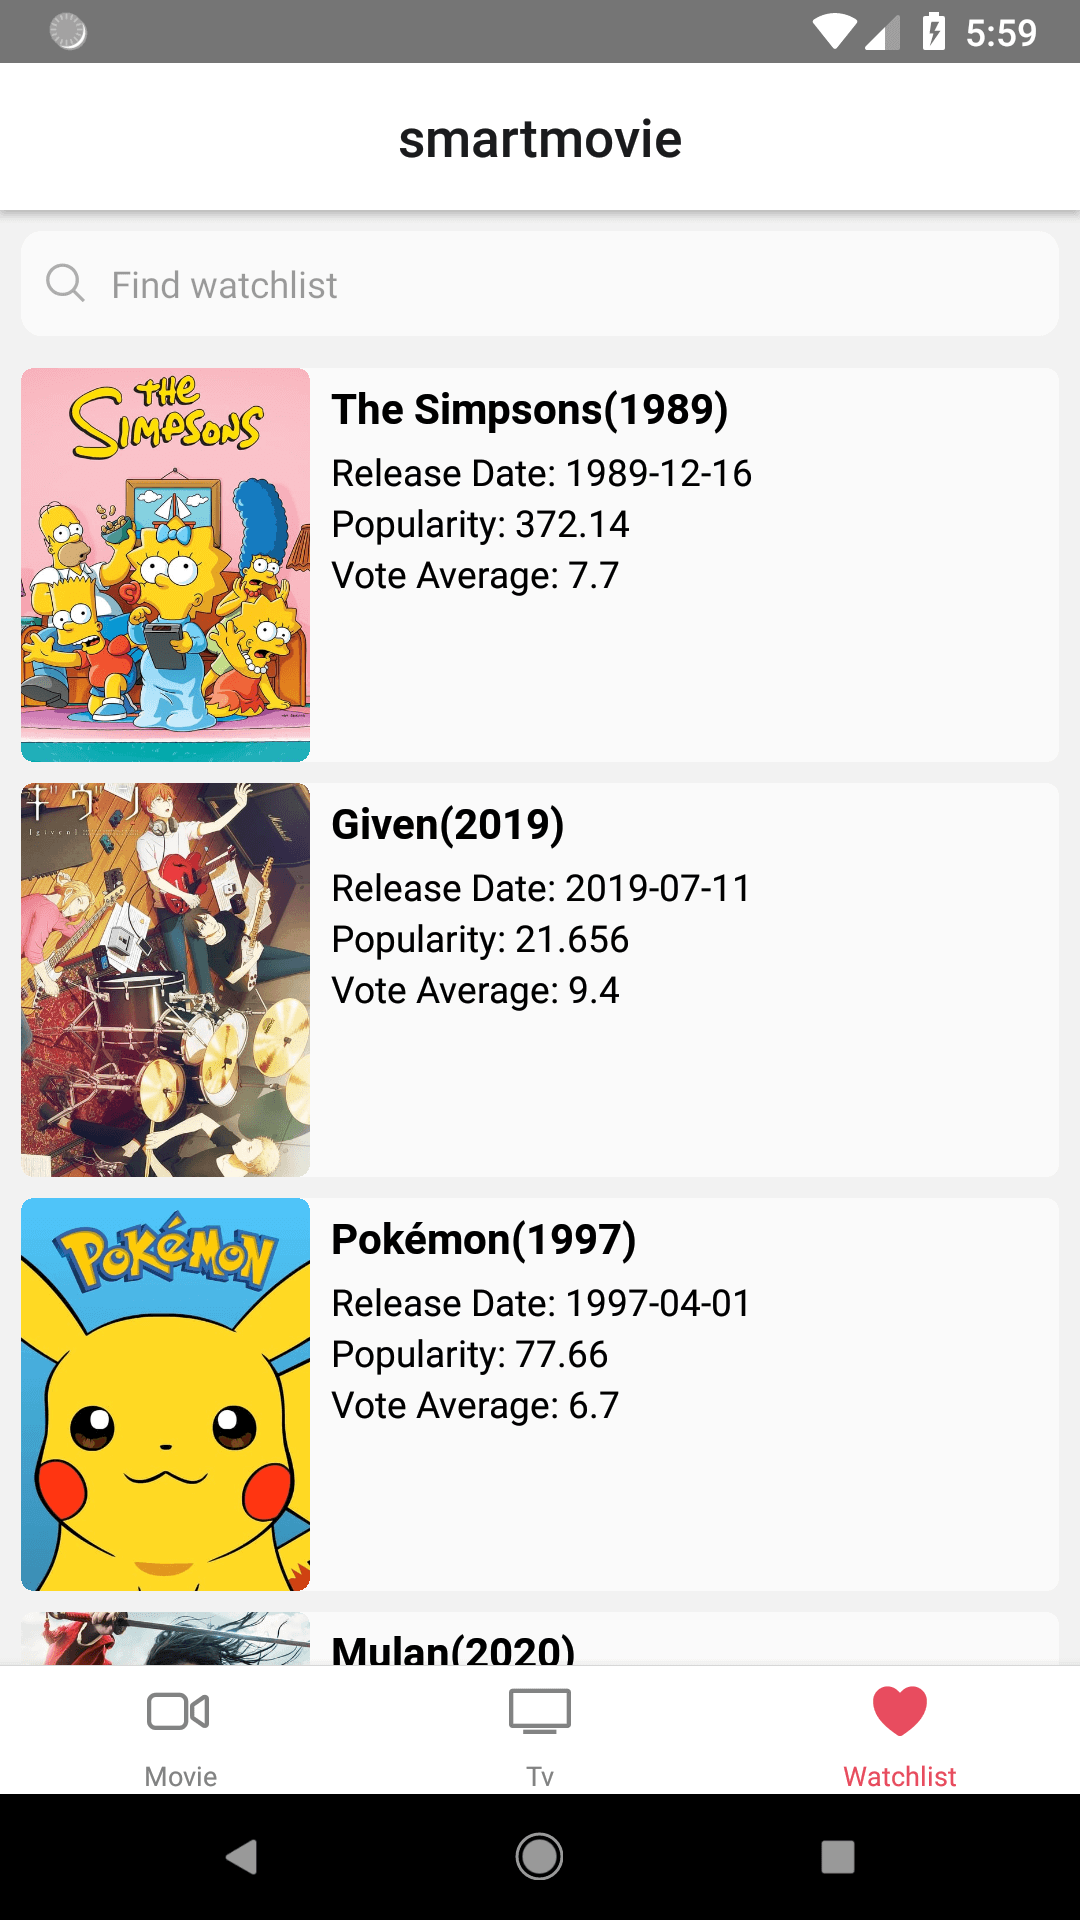 5:59
smartmovie
Find watchlist
THE
SIMPSONS
The Simpsons(1989)
Release Date: 1989-12-16
Popularity: 372.14
Vote Average: 7.7
ギヴン
[given]
Marshall
Given(2019)
Release Date: 2019-07-11
Popularity: 21.656
Vote Average: 9.4
POKéMON
Pokémon(1997)
Release Date: 1997-04-01
Popularity: 77.66
Vote Average: 6.7
Mulan(2020)
Movie
Tv
Watchlist